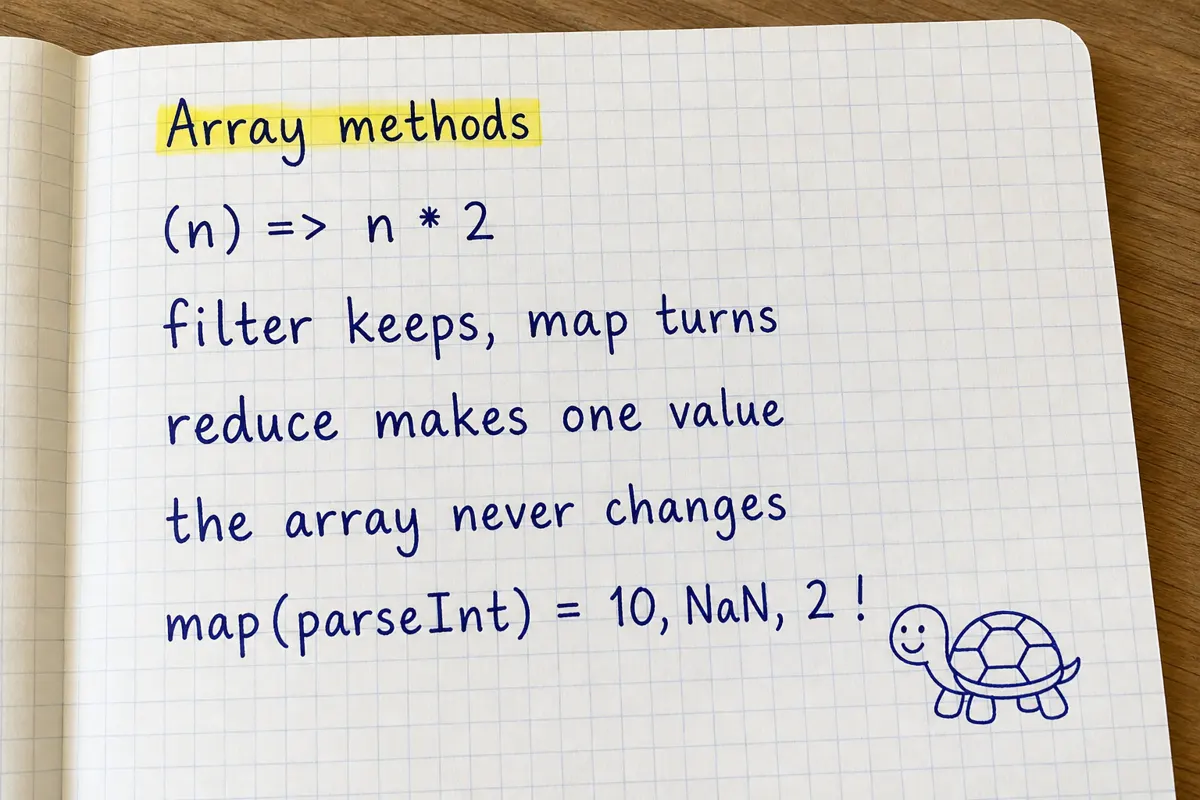 Array methods
(n) => n * 2
filter keeps, map turns
reduce makes one value
the array never changes
map(parseInt) = 10, NaN, 2!